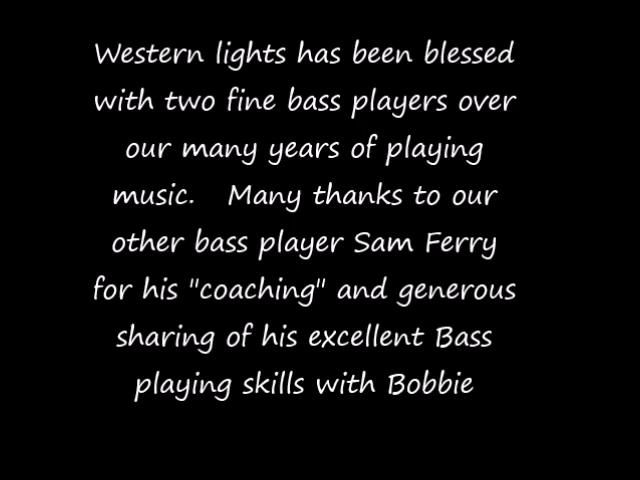 Western lights has been blessed
with two fine bass players over
our many years of playing
music.   Many thanks to our
other bass player Sam Ferry
for his "coaching" and generous
sharing of his excellent Bass
playing skills with Bobbie